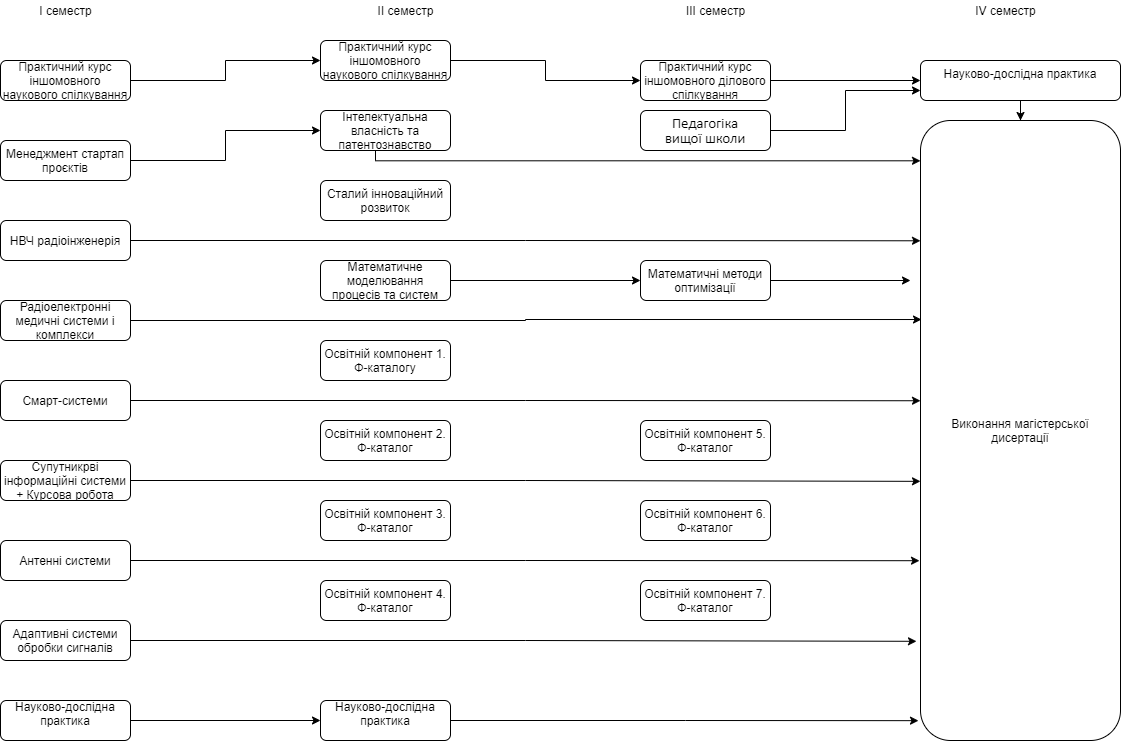 І семестр
ІІ семестр
ІІІ семестр
IV семестр
Практичний курс
іншомовного
наукового спілкування
Практичний курс
іншомовного
наукового спілкування
Практичний курс
іншомовного ділового
спілкування
Науково-дослідна практика
Менеджмент стартап
проєктів
Інтелектуальна
власність та
патентознавство
Педагогіка
вищої школи
Сталий інноваційний
розвиток
НВЧ радіоінженерія
Математичне
моделювання
процесів та систем
Математичні методи
оптимізації
Радіоелектронні
медичні системи і
комплекси
Освітній компонент 1.
Ф-каталогу
Смарт-системи
Освітній компонент 2.
Ф-каталог
Освітній компонент 5.
Ф-каталог
Виконання магістерської
дисертації
Супутникрві
інформаційні системи
+ Курсова робота
Освітній компонент 3.
Ф-каталог
Освітній компонент 6.
Ф-каталог
Антенні системи
Освітній компонент 4.
Ф-каталог
Освітній компонент 7.
Ф-каталог
Адаптивні системи
обробки сигналів
Науково-дослідна
практика
Науково-дослідна
практика